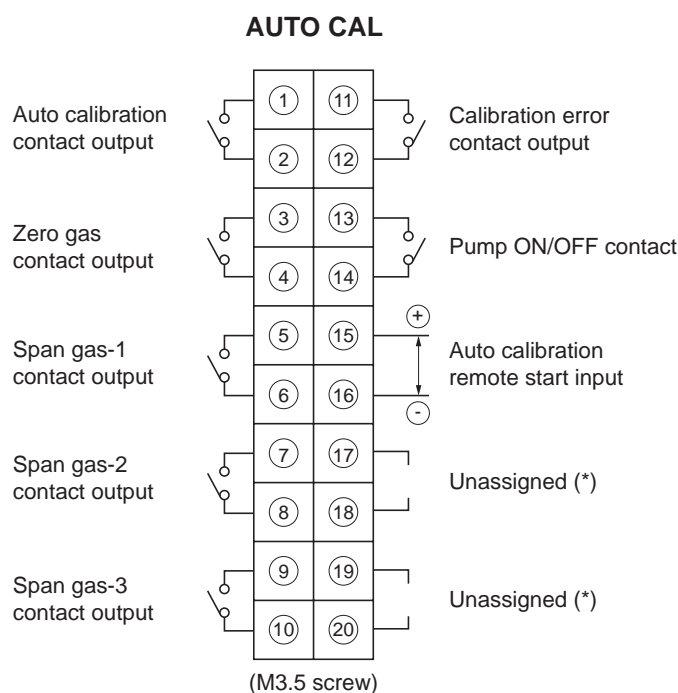 AUTO CAL
Auto calibration
contact output
1 11
2 12
Calibration error
contact output
Zero gas
contact output
3 13
4 14
Pump ON/OFF contact
Span gas-1
contact output
5 15
6 16
+
-
Auto calibration
remote start input
Span gas-2
contact output
7 17
8 18
Unassigned (*)
Span gas-3
contact output
9 19
10 20
Unassigned (*)
(M3.5 screw)